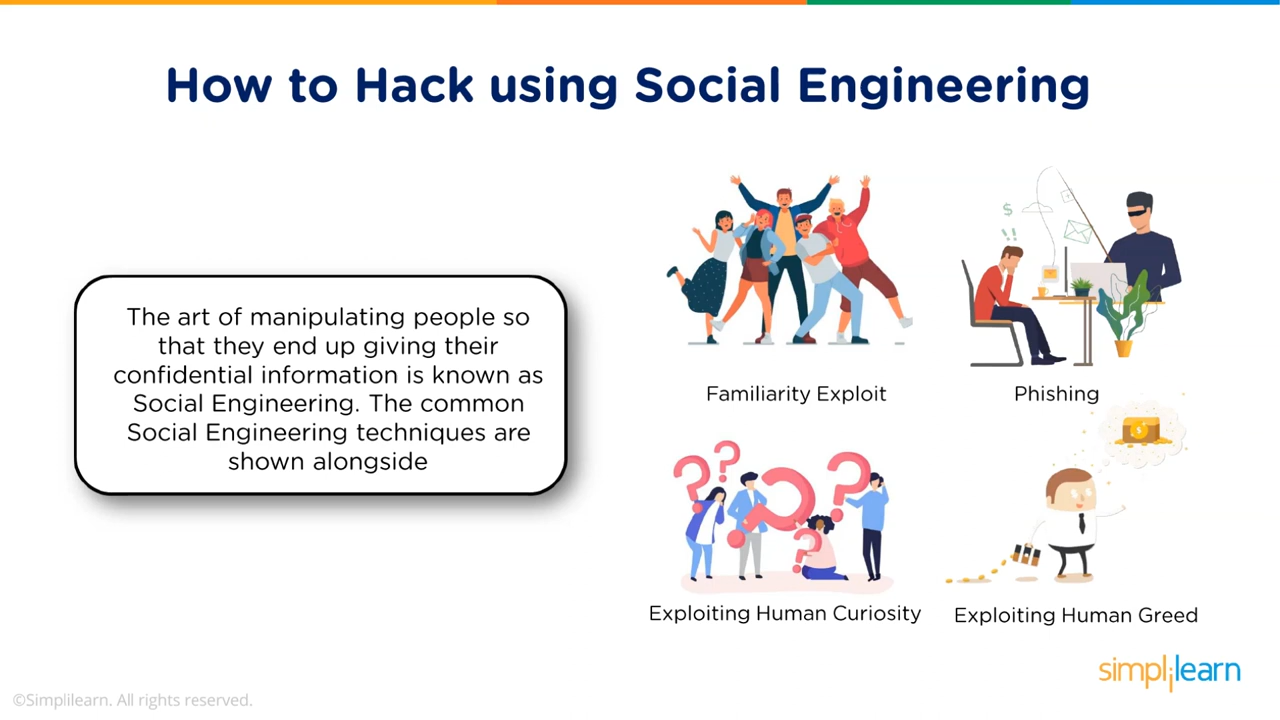 How to Hack using Social Engineering
The art of manipulating people so
that they end up giving their
confidential information is known as
Social Engineering. The common
Social Engineering techniques are
shown alongside
Familiarity Exploit
Phishing
Exploiting Human Curiosity
Exploiting Human Greed
simplilearn
©Simplilearn. All rights reserved.